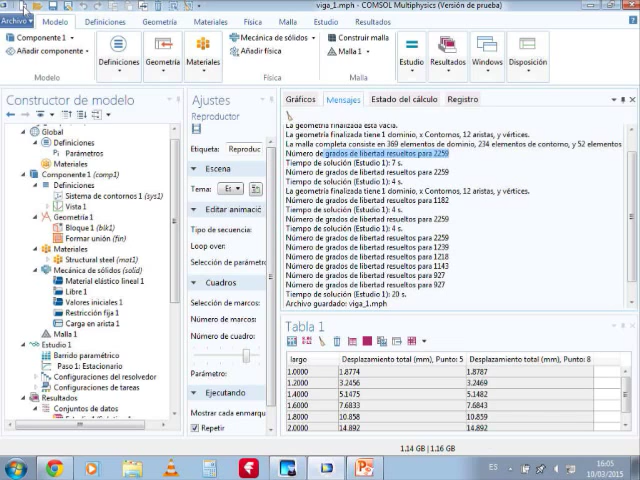 viga_1.mph - COMSOL Multiphysics (Versión de prueba)
Archivo Modelo Definiciones Geometría Materiales Física Malla Estudio Resultados
Componente 1
Añadir componente
Modelo
Definiciones
Geometría
Materiales
Mecánica de sólidos
Añadir física
Física
Construir malla
Malla 1
Malla
Estudio
Resultados
Windows
Disposición
Constructor de modelo
Global
Definiciones
Parámetros
Materiales
Componente 1 (comp1)
Definiciones
Sistema de contornos 1 (sys1)
Vista 1
Geometría 1
Bloque 1 (blk1)
Formar unión (fin)
Materiales
Structural steel (mat1)
Mecánica de sólidos (solid)
Material elástico lineal 1
Libre 1
Valores iniciales 1
Restricción fija 1
Carga en arista 1
Malla 1
Estudio 1
Barrido paramétrico
Paso 1: Estacionario
Configuraciones del resolvedor
Configuraciones de tareas
Resultados
Conjuntos de datos
Ajustes
Reproductor
Etiqueta: Reproduc
Escena
Tema: Es
Editar animació
Tipo de secuencia:
Loop over:
Selección de parámetro
Cuadros
Selección de marcos:
Número de marcos:
Número de cuadro:
Parámetro:
Ejecutando
Mostrar cada enmarqu
Repetir
Gráficos Mensajes Estado del cálculo Registro
La geometría finalizada está vacía.
La geometría finalizada tiene 1 dominio, x Contornos, 12 aristas, y vértices.
La malla completa consiste en 369 elementos de dominio, 234 elementos de contorno, y 52 elementos
Número de grados de libertad resueltos para 2259
Tiempo de solución (Estudio 1): 7 s.
Número de grados de libertad resueltos para 2259
Tiempo de solución (Estudio 1): 4 s.
La geometría finalizada tiene 1 dominio, x Contornos, 12 aristas, y vértices.
Número de grados de libertad resueltos para 1182
Tiempo de solución (Estudio 1): 4 s.
Número de grados de libertad resueltos para 2259
Tiempo de solución (Estudio 1): 4 s.
Número de grados de libertad resueltos para 2259
Número de grados de libertad resueltos para 1239
Número de grados de libertad resueltos para 1218
Número de grados de libertad resueltos para 1143
Número de grados de libertad resueltos para 927
Número de grados de libertad resueltos para 927
Tiempo de solución (Estudio 1): 20 s.
Archivo guardado: viga_1.mph
Tabla 1
largo Desplazamiento total (mm), Punto: 5 Desplazamiento total (mm), Punto: 8
1.0000 1.8774 1.8787
1.2000 3.2456 3.2469
1.4000 5.1475 5.1482
1.6000 7.6833 7.6843
1.8000 10.858 10.859
2.0000 14.892 14.892
1.14 GB | 1.16 GB
ES
16:05
10/03/2015